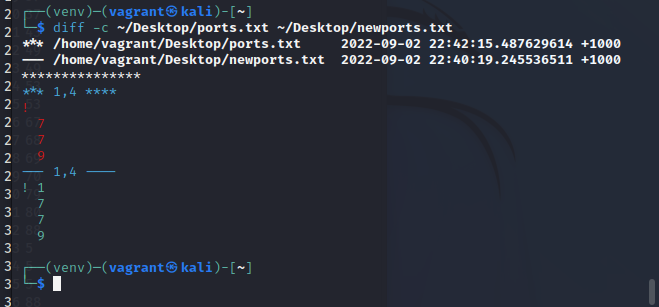 ┌──(venv)─(vagrant㉿kali)-[~]
└─$ diff -c ~/Desktop/ports.txt ~/Desktop/newports.txt
*** /home/vagrant/Desktop/ports.txt     2022-09-02 22:42:15.487629614 +1000
--- /home/vagrant/Desktop/newports.txt  2022-09-02 22:40:19.245536511 +1000
***************
*** 1,4 ****
!
  7
  7
  9
--- 1,4 ----
! 1
  7
  7
  9
┌──(venv)─(vagrant㉿kali)-[~]
└─$